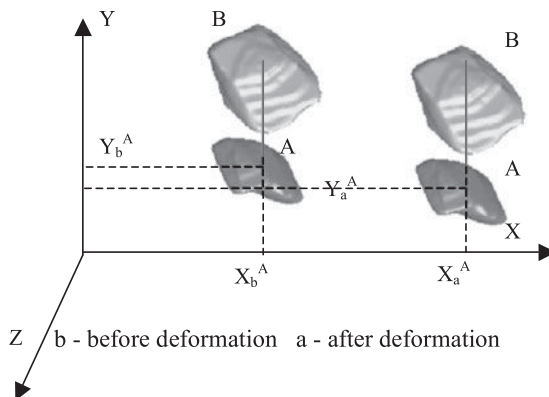 Y
B
B
Y_b^A
A
A
Y_a^A
X
X_b^A
X_a^A
Z
b - before deformation a - after deformation